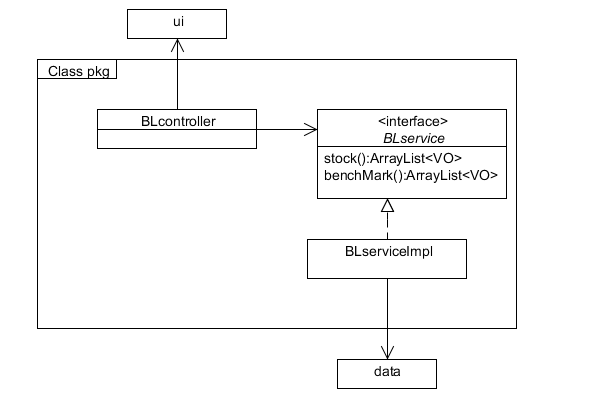 ui
Class pkg
BLcontroller
<interface>
BLservice
stock():ArrayList<VO>
benchMark():ArrayList<VO>
BLserviceImpl
data